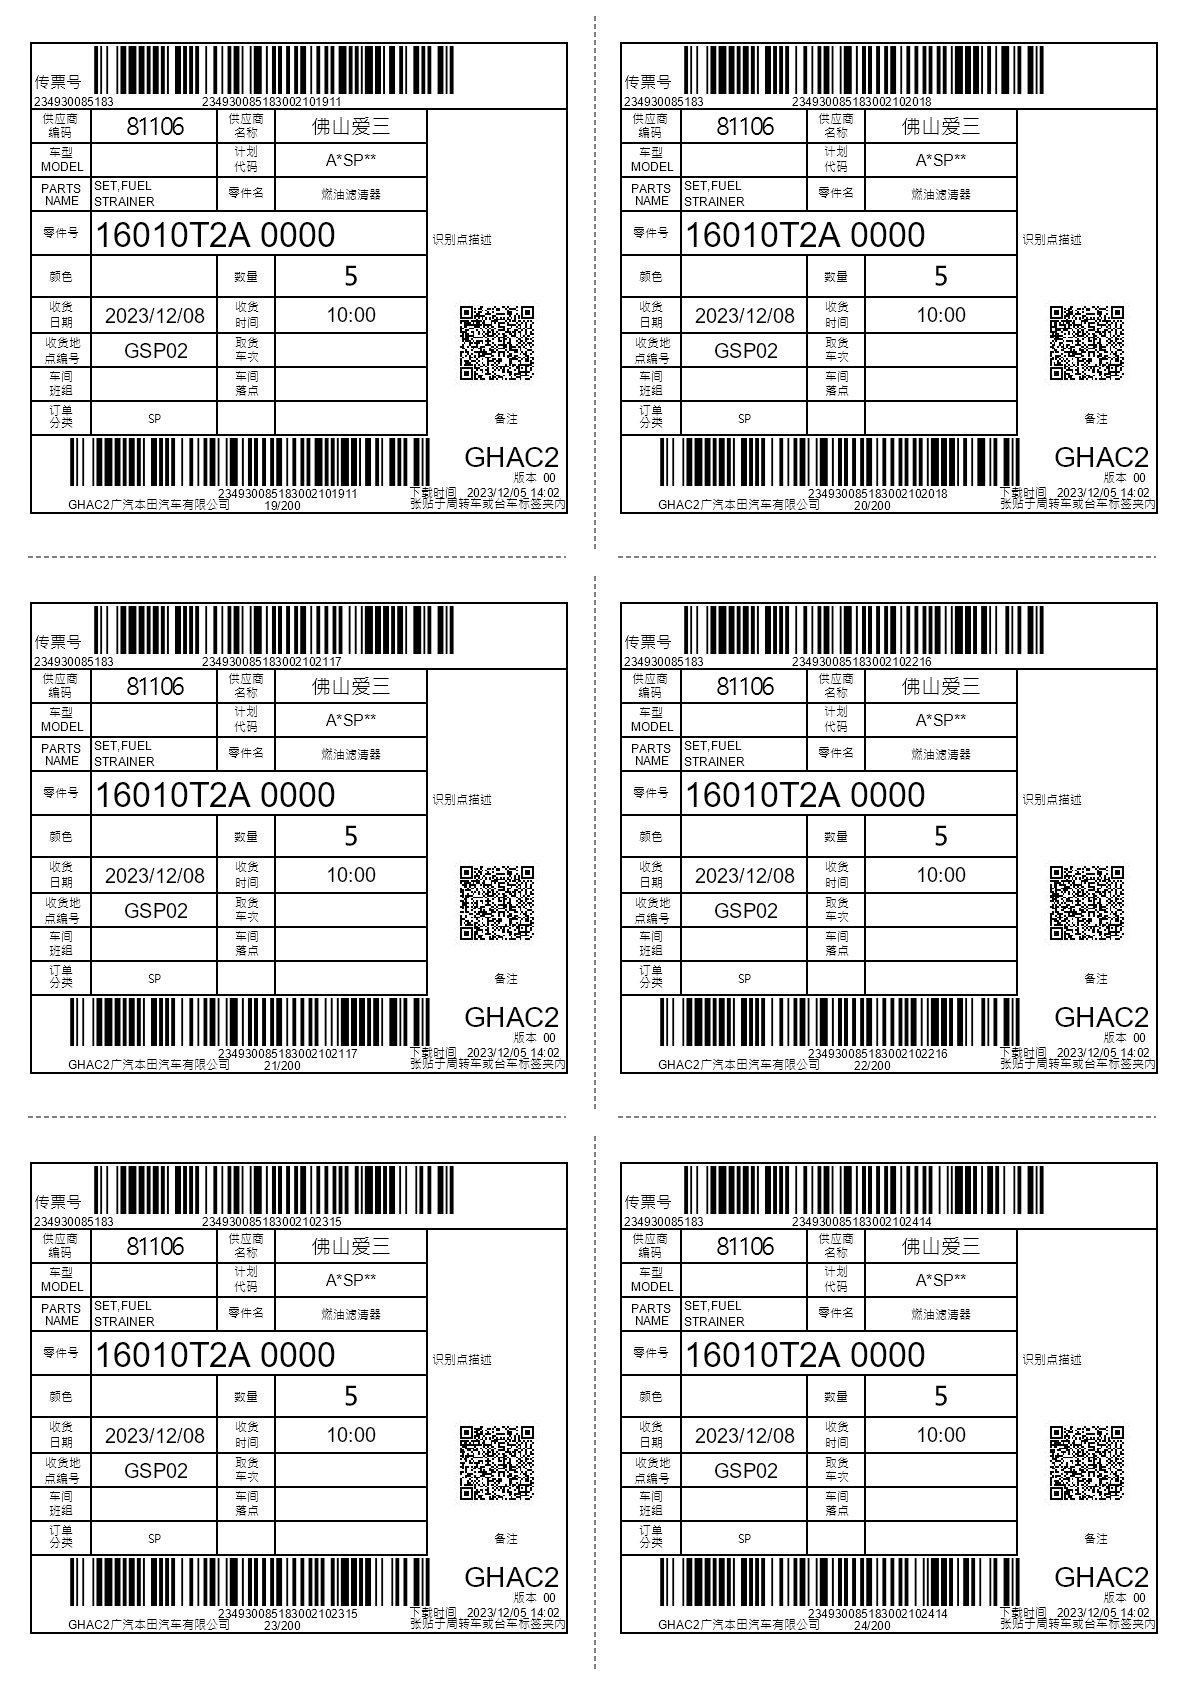 传票号
234930085183 234930085183002101911
供应商编码 81106 供应商名称 佛山爱三
车型MODEL 计划代码 A*SP**
PARTS NAME SET,FUEL STRAINER 零件名 燃油滤清器
零件号 16010T2A 0000 识别点描述
颜色 数量 5
收货日期 2023/12/08 收货时间 10:00
收货地点编号 GSP02 取货车次
车间班组 车间落点
订单分类 SP 备注
GHAC2
版本 00
234930085183002101911 下载时间 2023/12/05 14:02
GHAC2广汽本田汽车有限公司 19/200 张贴于周转车或台车标签夹内
传票号
234930085183 234930085183002102018
供应商编码 81106 供应商名称 佛山爱三
车型MODEL 计划代码 A*SP**
PARTS NAME SET,FUEL STRAINER 零件名 燃油滤清器
零件号 16010T2A 0000 识别点描述
颜色 数量 5
收货日期 2023/12/08 收货时间 10:00
收货地点编号 GSP02 取货车次
车间班组 车间落点
订单分类 SP 备注
GHAC2
版本 00
234930085183002102018 下载时间 2023/12/05 14:02
GHAC2广汽本田汽车有限公司 20/200 张贴于周转车或台车标签夹内
传票号
234930085183 234930085183002102117
供应商编码 81106 供应商名称 佛山爱三
车型MODEL 计划代码 A*SP**
PARTS NAME SET,FUEL STRAINER 零件名 燃油滤清器
零件号 16010T2A 0000 识别点描述
颜色 数量 5
收货日期 2023/12/08 收货时间 10:00
收货地点编号 GSP02 取货车次
车间班组 车间落点
订单分类 SP 备注
GHAC2
版本 00
234930085183002102117 下载时间 2023/12/05 14:02
GHAC2广汽本田汽车有限公司 21/200 张贴于周转车或台车标签夹内
传票号
234930085183 234930085183002102216
供应商编码 81106 供应商名称 佛山爱三
车型MODEL 计划代码 A*SP**
PARTS NAME SET,FUEL STRAINER 零件名 燃油滤清器
零件号 16010T2A 0000 识别点描述
颜色 数量 5
收货日期 2023/12/08 收货时间 10:00
收货地点编号 GSP02 取货车次
车间班组 车间落点
订单分类 SP 备注
GHAC2
版本 00
234930085183002102216 下载时间 2023/12/05 14:02
GHAC2广汽本田汽车有限公司 22/200 张贴于周转车或台车标签夹内
传票号
234930085183 234930085183002102315
供应商编码 81106 供应商名称 佛山爱三
车型MODEL 计划代码 A*SP**
PARTS NAME SET,FUEL STRAINER 零件名 燃油滤清器
零件号 16010T2A 0000 识别点描述
颜色 数量 5
收货日期 2023/12/08 收货时间 10:00
收货地点编号 GSP02 取货车次
车间班组 车间落点
订单分类 SP 备注
GHAC2
版本 00
234930085183002102315 下载时间 2023/12/05 14:02
GHAC2广汽本田汽车有限公司 23/200 张贴于周转车或台车标签夹内
传票号
234930085183 234930085183002102414
供应商编码 81106 供应商名称 佛山爱三
车型MODEL 计划代码 A*SP**
PARTS NAME SET,FUEL STRAINER 零件名 燃油滤清器
零件号 16010T2A 0000 识别点描述
颜色 数量 5
收货日期 2023/12/08 收货时间 10:00
收货地点编号 GSP02 取货车次
车间班组 车间落点
订单分类 SP 备注
GHAC2
版本 00
234930085183002102414 下载时间 2023/12/05 14:02
GHAC2广汽本田汽车有限公司 24/200 张贴于周转车或台车标签夹内